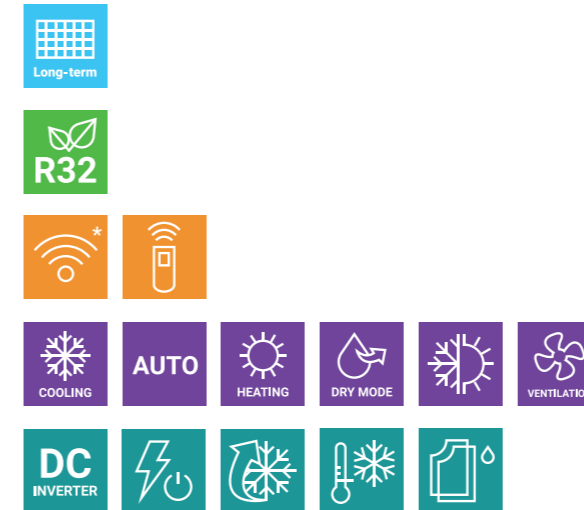 Long-term
R32
*
COOLING
AUTO
HEATING
DRY MODE
VENTILATIO
DC
INVERTER